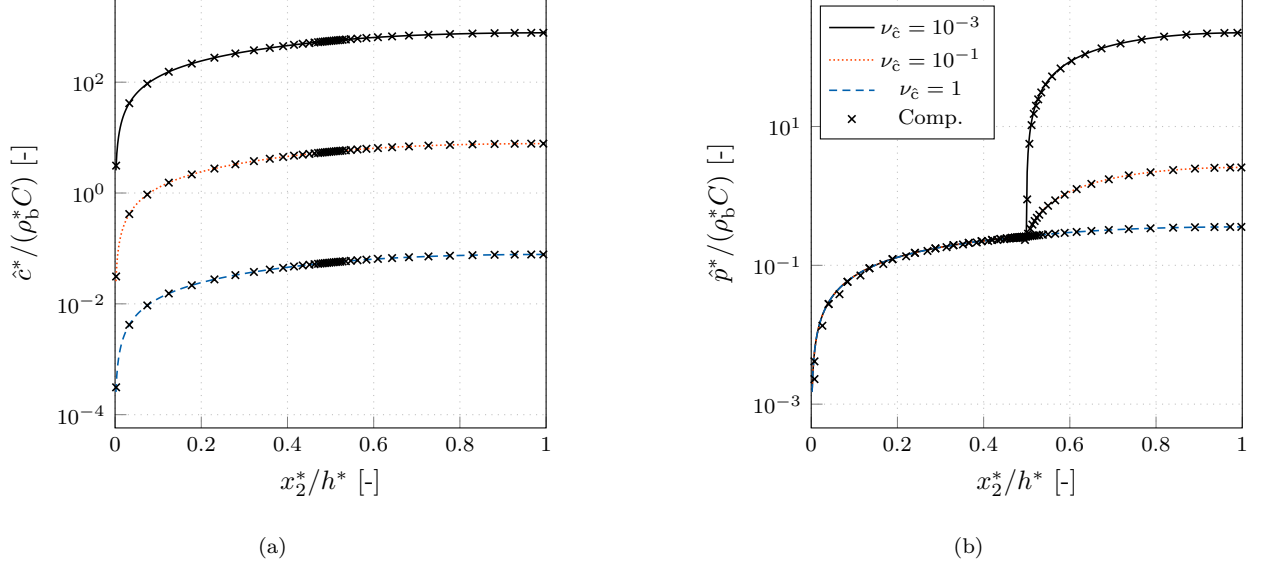 10^2
10^0
10^−2
10^−4
0
0.2
0.4
0.6
0.8
1
x_2^*/h^* [-]
ĉ^*/(ρ_b^*C) [-]
(a)
ν_ĉ = 10^−3
ν_ĉ = 10^−1
ν_ĉ = 1
Comp.
10^1
10^−1
10^−3
0
0.2
0.4
0.6
0.8
1
x_2^*/h^* [-]
p̂^*/(ρ_b^*C) [-]
(b)